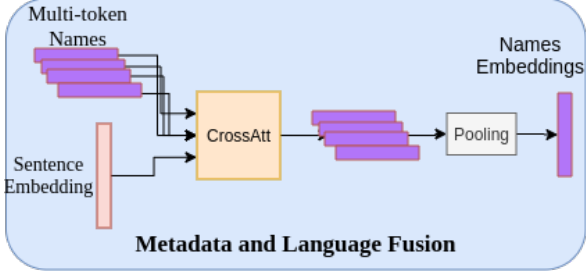 Multi-token
Names
Sentence
Embedding
CrossAtt
Pooling
Names
Embeddings
Metadata and Language Fusion